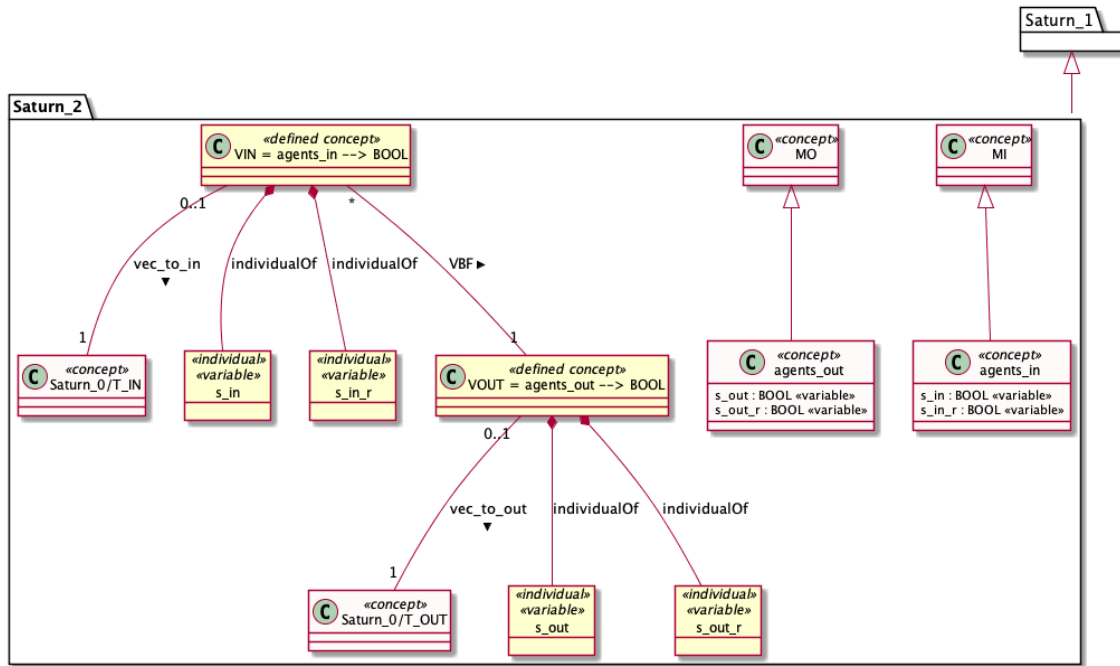 Saturn_1
Saturn_2
C
«defined concept»
VIN = agents_in --> BOOL
C
«concept»
MO
C
«concept»
MI
0..1
*
vec_to_in
▼
individualOf
individualOf
VBF ►
1
1
C
«concept»
Saturn_0/T_IN
«individual»
«variable»
s_in
«individual»
«variable»
s_in_r
C
«defined concept»
VOUT = agents_out --> BOOL
C
«concept»
agents_out
s_out : BOOL «variable»
s_out_r : BOOL «variable»
C
«concept»
agents_in
s_in : BOOL «variable»
s_in_r : BOOL «variable»
0..1
vec_to_out
▼
individualOf
individualOf
1
C
«concept»
Saturn_0/T_OUT
«individual»
«variable»
s_out
«individual»
«variable»
s_out_r